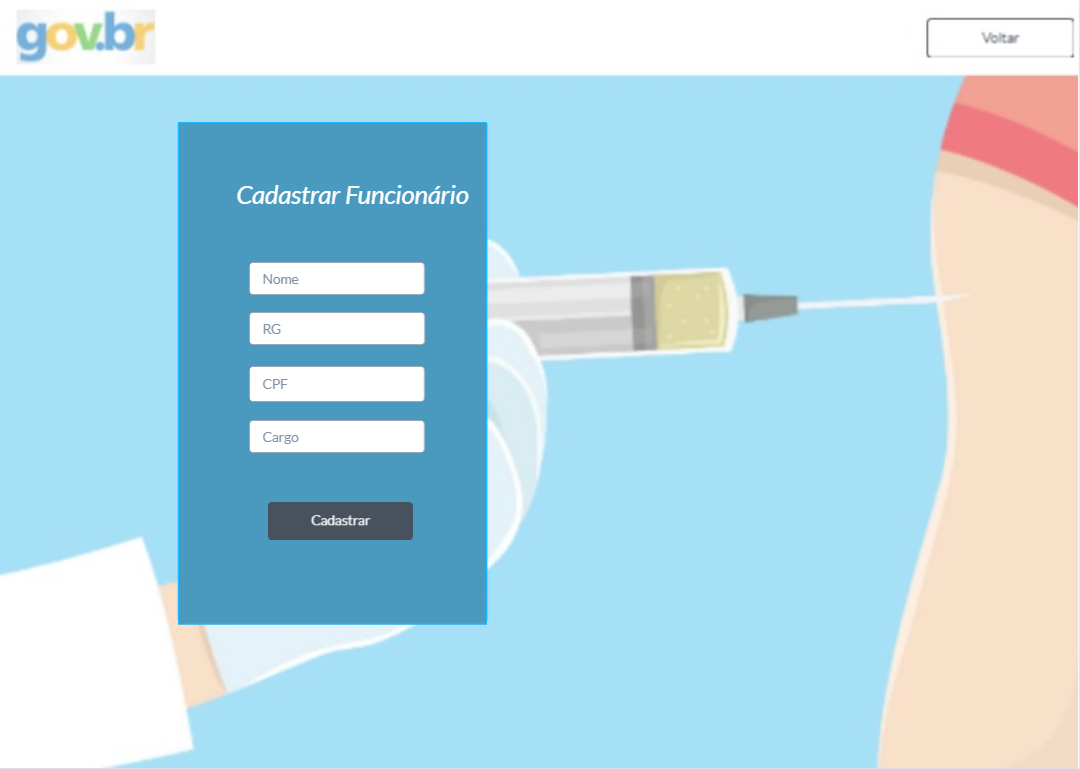 gov.br
Voltar
Cadastrar Funcionário
Nome
RG
CPF
Cargo
Cadastrar